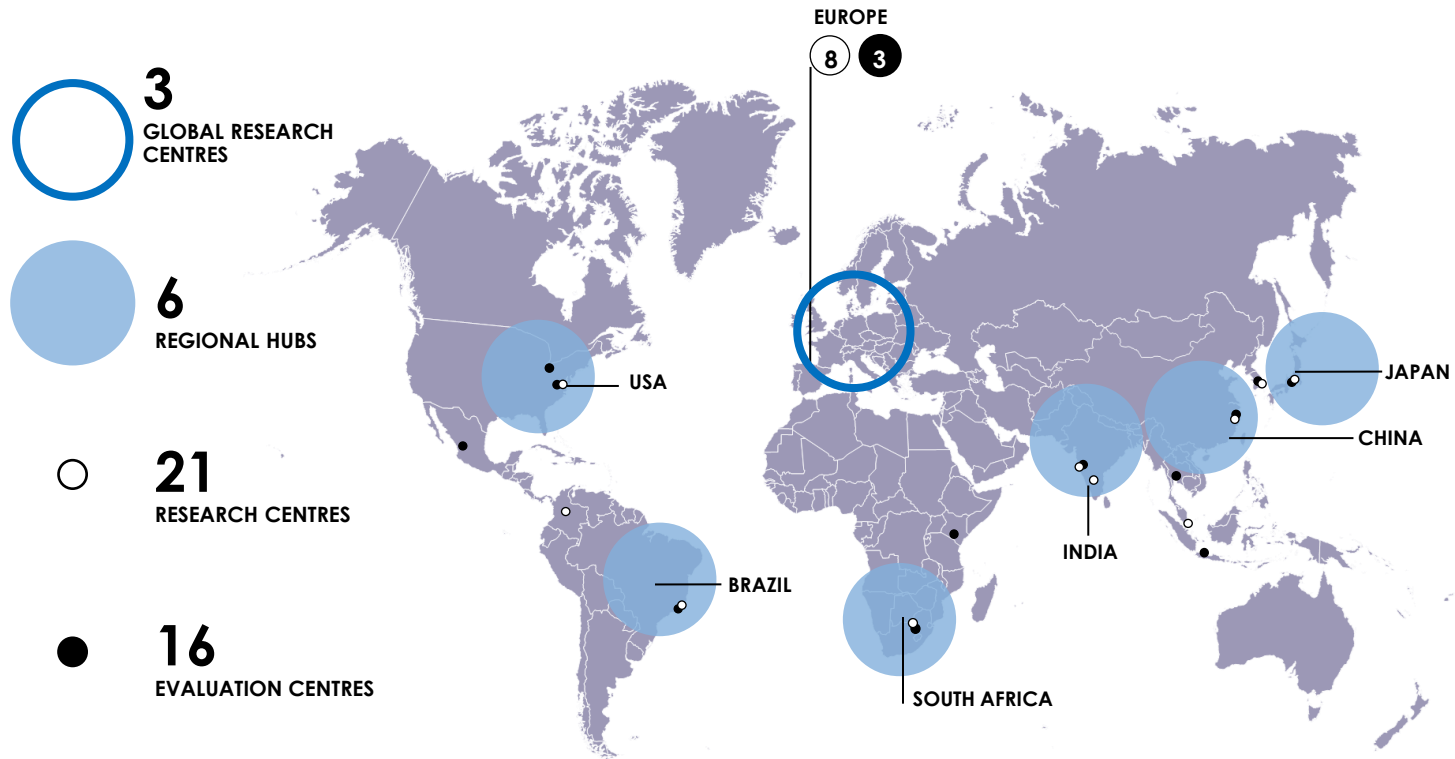 EUROPE
8 3
3
GLOBAL RESEARCH
CENTRES
6
REGIONAL HUBS
21
RESEARCH CENTRES
16
EVALUATION CENTRES
USA
BRAZIL
SOUTH AFRICA
INDIA
CHINA
JAPAN